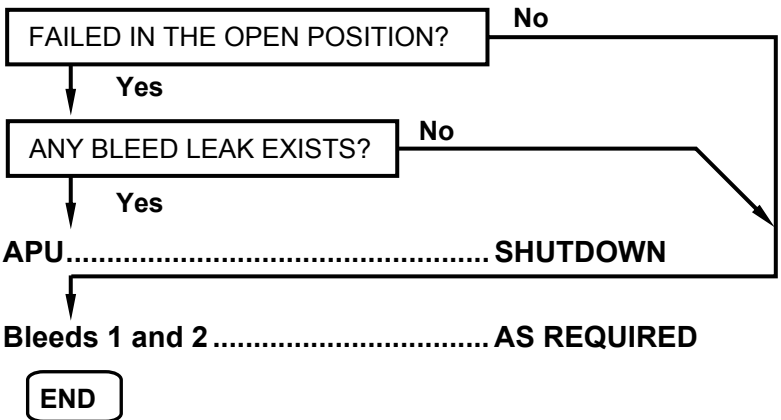 No
FAILED IN THE OPEN POSITION?
Yes
No
ANY BLEED LEAK EXISTS?
Yes
APU.................................................. SHUTDOWN
Bleeds 1 and 2................................. AS REQUIRED
END